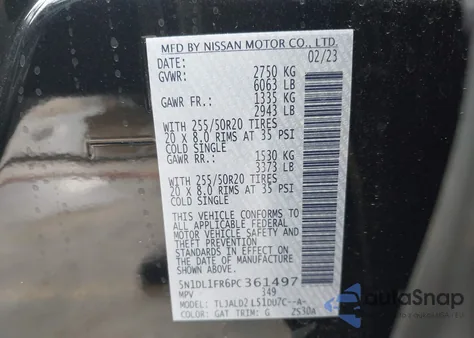 MFD BY NISSAN MOTOR CO., LTD.
DATE: 02/23
GVWR: 2750 KG
6063 LB
GAWR FR.: 1335 KG
2943 LB
WITH 255/50R20 TIRES
20 X 8.0 RIMS AT 35 PSI
COLD SINGLE
GAWR RR.: 1530 KG
3373 LB
WITH 255/50R20 TIRES
20 X 8.0 RIMS AT 35 PSI
COLD SINGLE
THIS VEHICLE CONFORMS TO
ALL APPLICABLE FEDERAL
MOTOR VEHICLE SAFETY AND
THEFT PREVENTION
STANDARDS IN EFFECT ON
THE DATE OF MANUFACTURE
SHOWN ABOVE.
5N1DL1FR6PC361497
MPV 349
TLJALD2 L51DU7C--A-
COLOR: GAT TRIM: G 2530A
AutoSnap